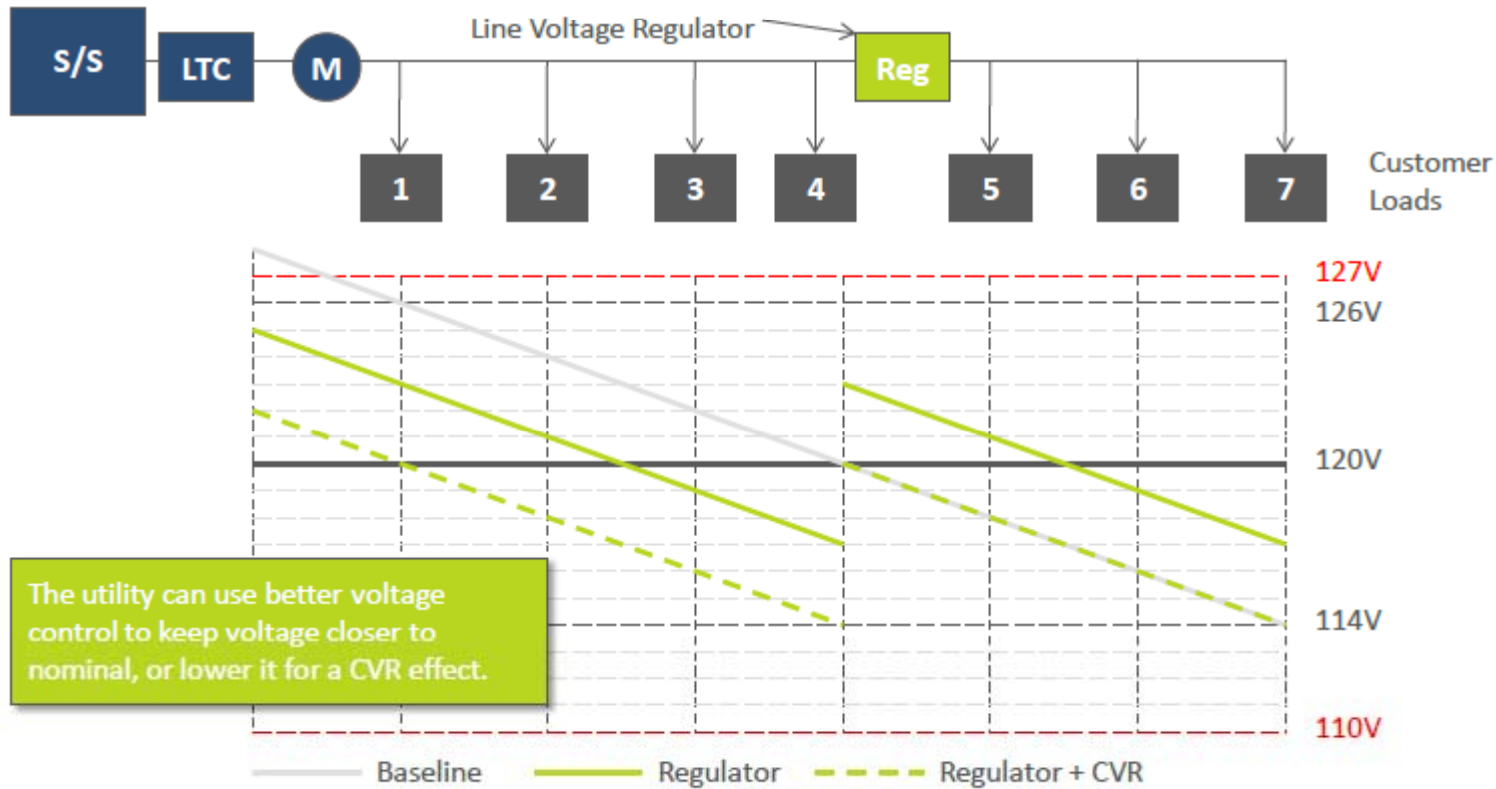 Line Voltage Regulator
S/S
LTC
M
Reg
1
2
3
4
5
6
7
Customer
Loads
127V
126V
120V
114V
110V
The utility can use better voltage
control to keep voltage closer to
nominal, or lower it for a CVR effect.
Baseline
Regulator
Regulator + CVR